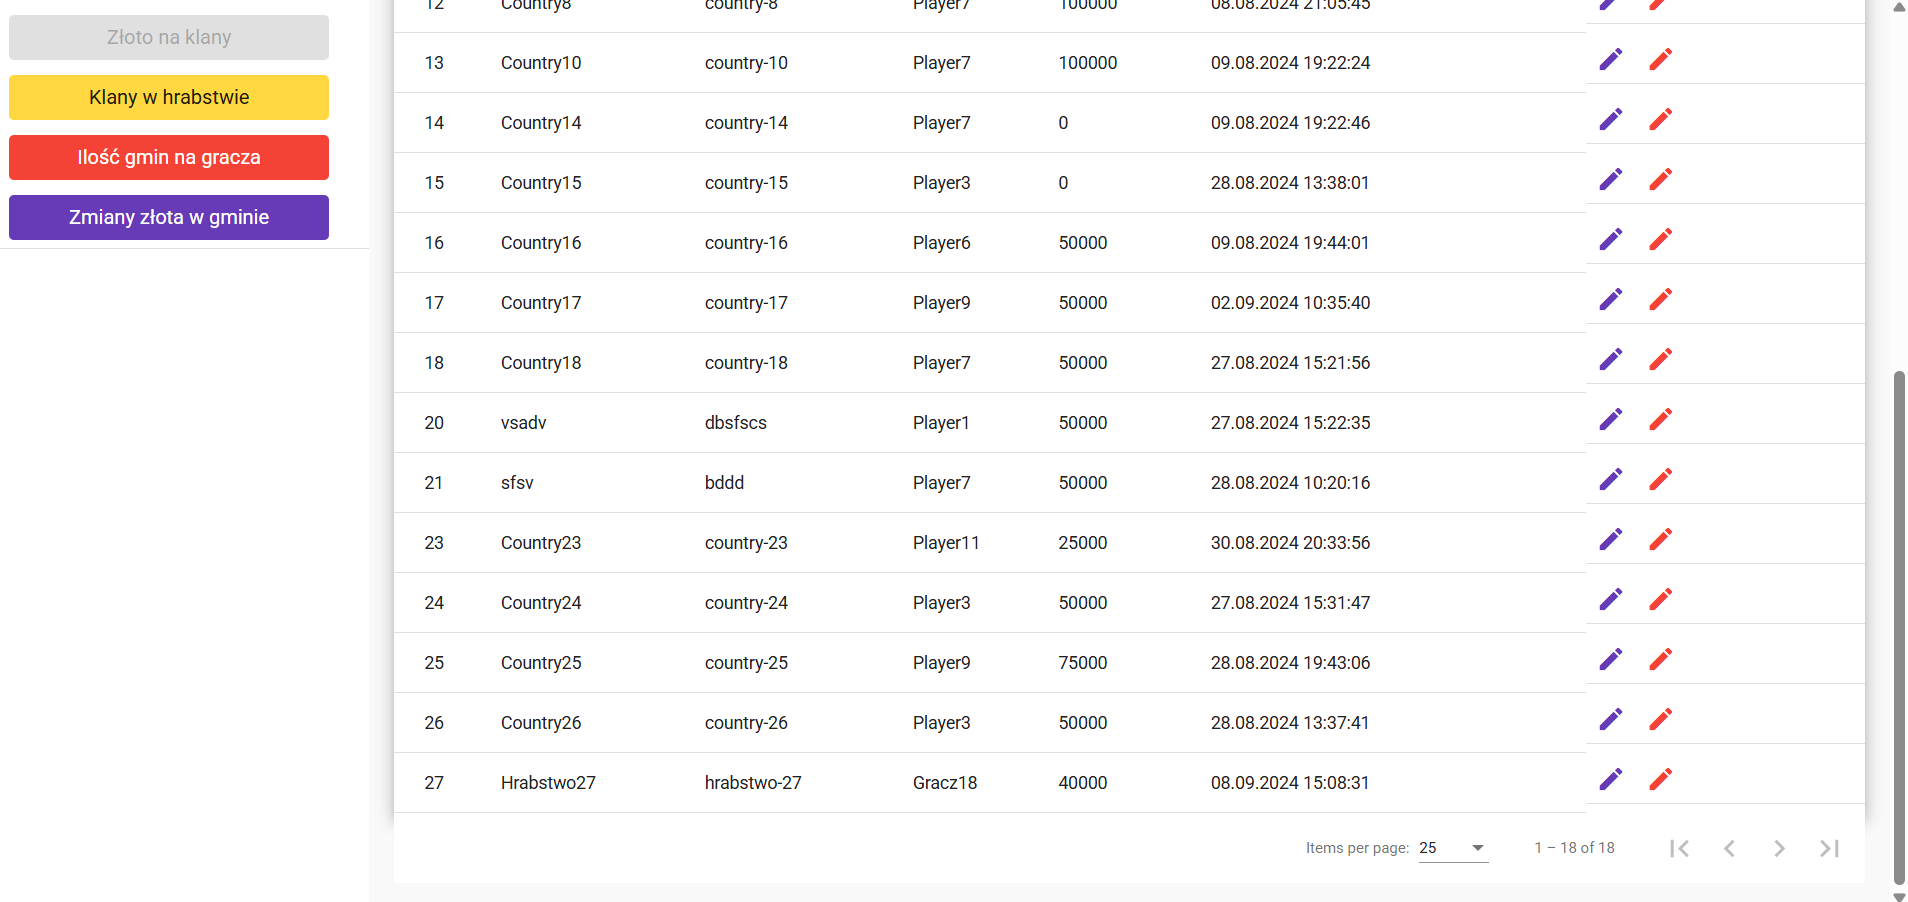 Złoto na klany
Klany w hrabstwie
Ilość gmin na gracza
Zmiany złota w gminie
12 Country8 country-8 Player7 100000 08.08.2024 21:05:45
13 Country10 country-10 Player7 100000 09.08.2024 19:22:24
14 Country14 country-14 Player7 0 09.08.2024 19:22:46
15 Country15 country-15 Player3 0 28.08.2024 13:38:01
16 Country16 country-16 Player6 50000 09.08.2024 19:44:01
17 Country17 country-17 Player9 50000 02.09.2024 10:35:40
18 Country18 country-18 Player7 50000 27.08.2024 15:21:56
20 vsadv dbsfscs Player1 50000 27.08.2024 15:22:35
21 sfsv bddd Player7 50000 28.08.2024 10:20:16
23 Country23 country-23 Player11 25000 30.08.2024 20:33:56
24 Country24 country-24 Player3 50000 27.08.2024 15:31:47
25 Country25 country-25 Player9 75000 28.08.2024 19:43:06
26 Country26 country-26 Player3 50000 28.08.2024 13:37:41
27 Hrabstwo27 hrabstwo-27 Gracz18 40000 08.09.2024 15:08:31
Items per page: 25 1 – 18 of 18